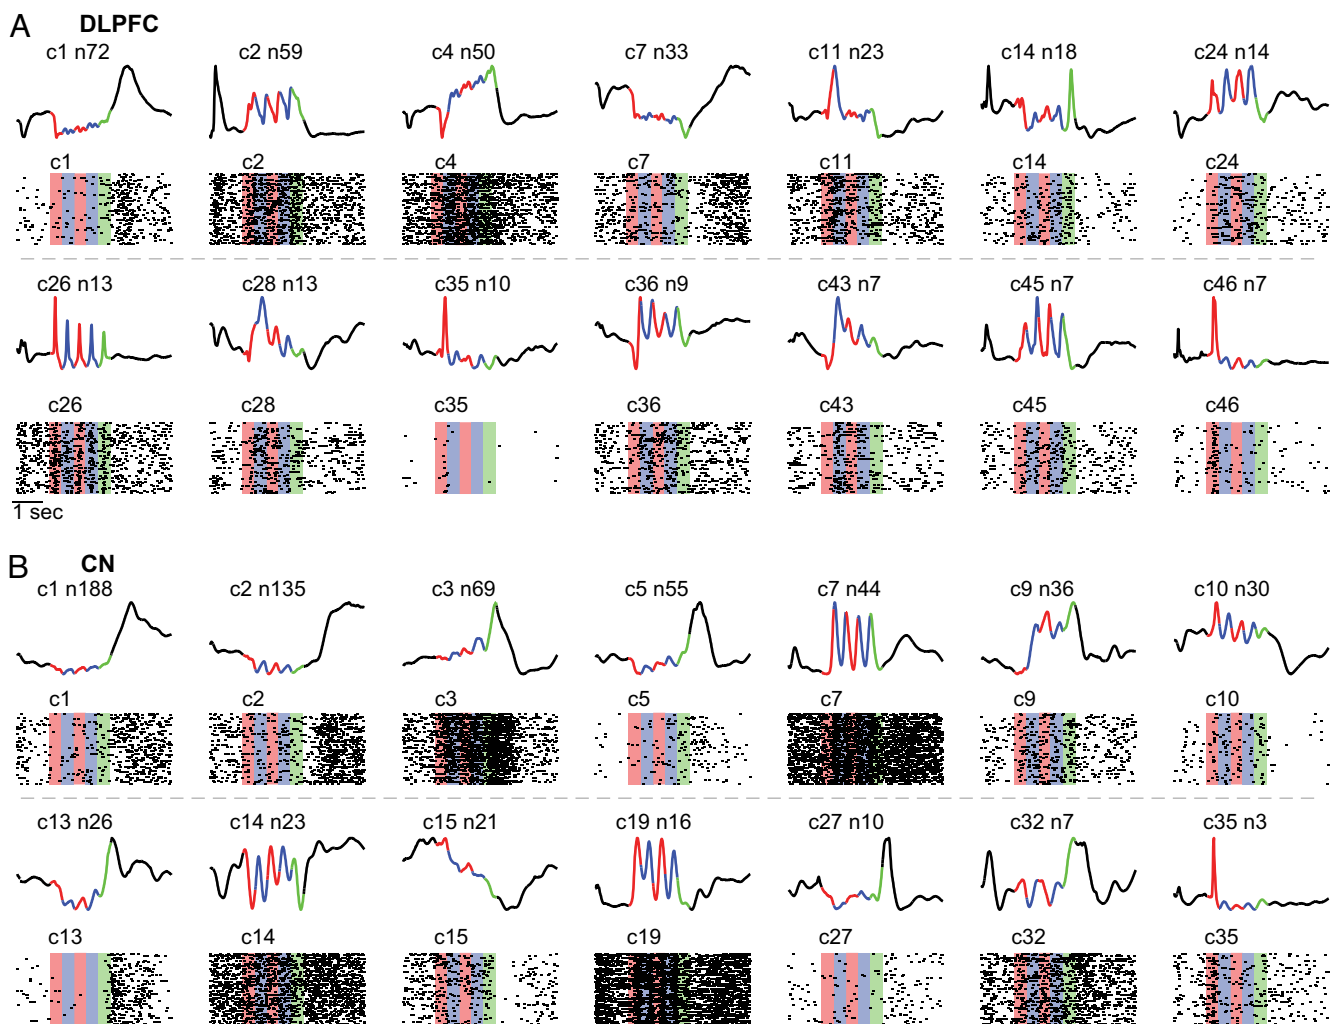 A DLPFC
c1 n72 c2 n59 c4 n50 c7 n33 c11 n23 c14 n18 c24 n14
c1 c2 c4 c7 c11 c14 c24
c26 n13 c28 n13 c35 n10 c36 n9 c43 n7 c45 n7 c46 n7
c26 c28 c35 c36 c43 c45 c46
1 sec
B CN
c1 n188 c2 n135 c3 n69 c5 n55 c7 n44 c9 n36 c10 n30
c1 c2 c3 c5 c7 c9 c10
c13 n26 c14 n23 c15 n21 c19 n16 c27 n10 c32 n7 c35 n3
c13 c14 c15 c19 c27 c32 c35